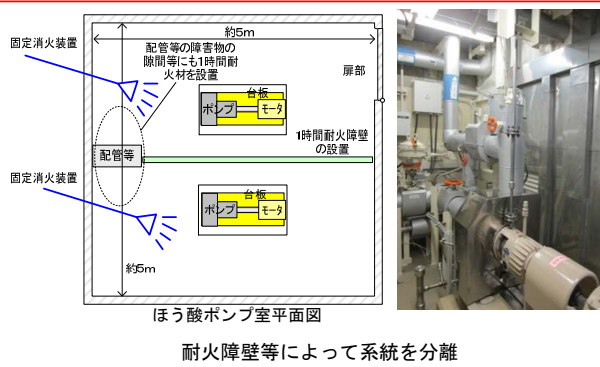 固定消火装置
配管等の障害物の
隙間等にも1時間耐
火材を設置
約5m
扉部
台板
ポンプ
モータ
1時間耐火障壁
の設置
配管等
固定消火装置
台板
ポンプ
モータ
約5m
ほう酸ポンプ室平面図
耐火障壁等によって系統を分離